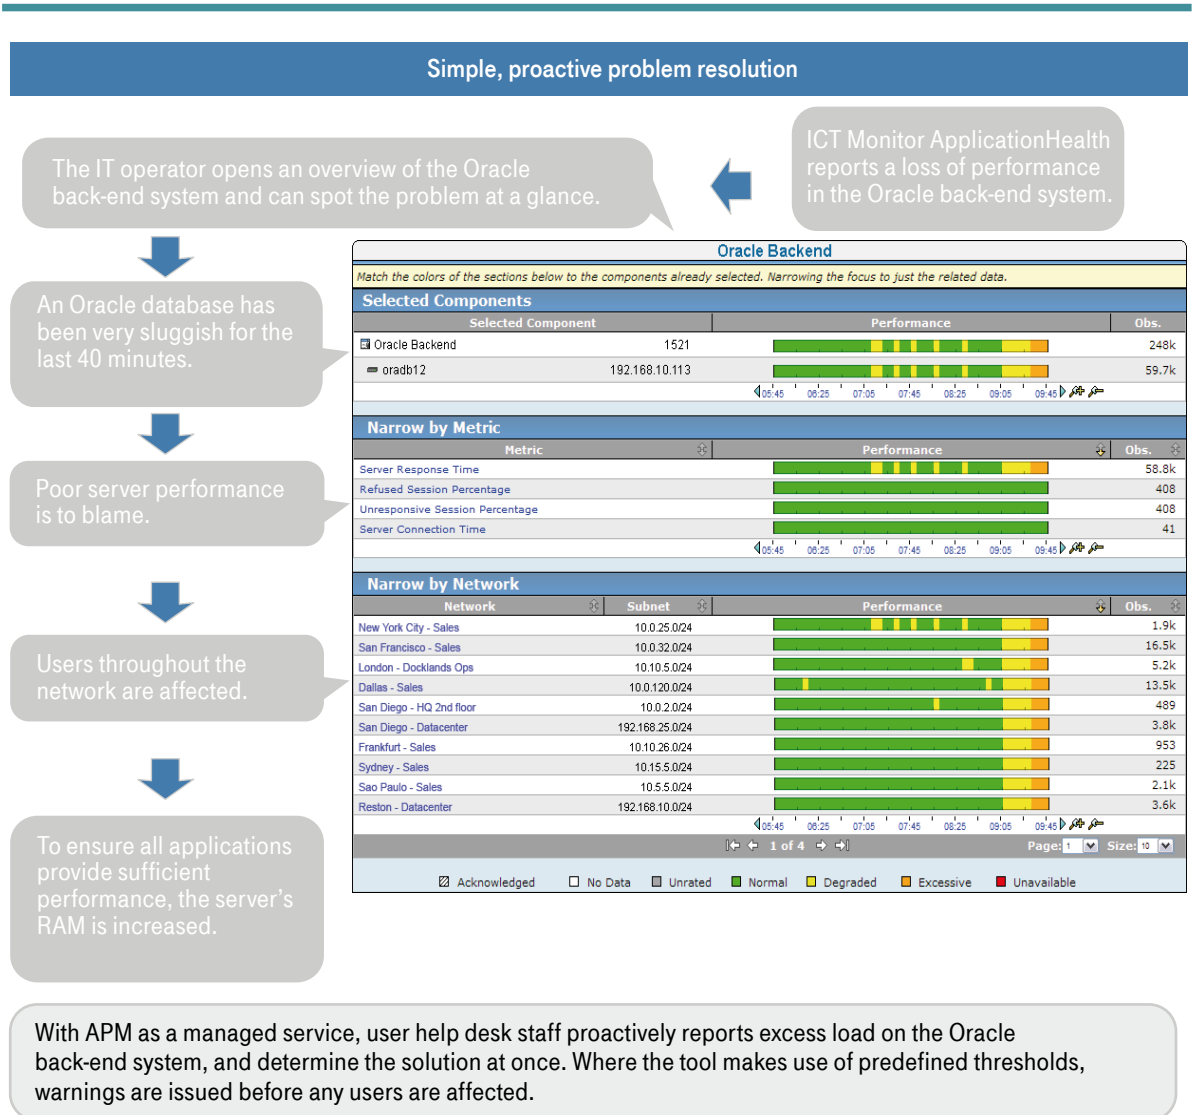 Simple, proactive problem resolution
ICT Monitor ApplicationHealth
reports a loss of performance
in the Oracle back-end system.
The IT operator opens an overview of the Oracle
back-end system and can spot the problem at a glance.
An Oracle database has
been very sluggish for the
last 40 minutes.
Poor server performance
is to blame.
Users throughout the
network are affected.
To ensure all applications
provide sufficient
performance, the server's
RAM is increased.
Oracle Backend
Match the colors of the sections below to the components already selected. Narrowing the focus to just the related data.
Selected Components
Selected Component Performance Obs.
Oracle Backend 1521 248k
oradb12 192.168.10.113 59.7k
05:45 06:25 07:05 07:45 08:25 09:05 09:45
Narrow by Metric
Metric Performance Obs.
Server Response Time 58.8k
Refused Session Percentage 408
Unresponsive Session Percentage 408
Server Connection Time 41
05:45 06:25 07:05 07:45 08:25 09:05 09:45
Narrow by Network
Network Subnet Performance Obs.
New York City - Sales 10.0.25.0/24 1.9k
San Francisco - Sales 10.0.32.0/24 16.5k
London - Docklands Ops 10.10.5.0/24 5.2k
Dallas - Sales 10.0.120.0/24 13.5k
San Diego - HQ 2nd floor 10.0.2.0/24 489
San Diego - Datacenter 192.168.25.0/24 3.8k
Frankfurt - Sales 10.10.26.0/24 953
Sydney - Sales 10.15.5.0/24 225
Sao Paulo - Sales 10.5.5.0/24 2.1k
Reston - Datacenter 192.168.10.0/24 3.6k
05:45 06:25 07:05 07:45 08:25 09:05 09:45
1 of 4 Page: 1 Size: 10
Acknowledged No Data Unrated Normal Degraded Excessive Unavailable
With APM as a managed service, user help desk staff proactively reports excess load on the Oracle
back-end system, and determine the solution at once. Where the tool makes use of predefined thresholds,
warnings are issued before any users are affected.